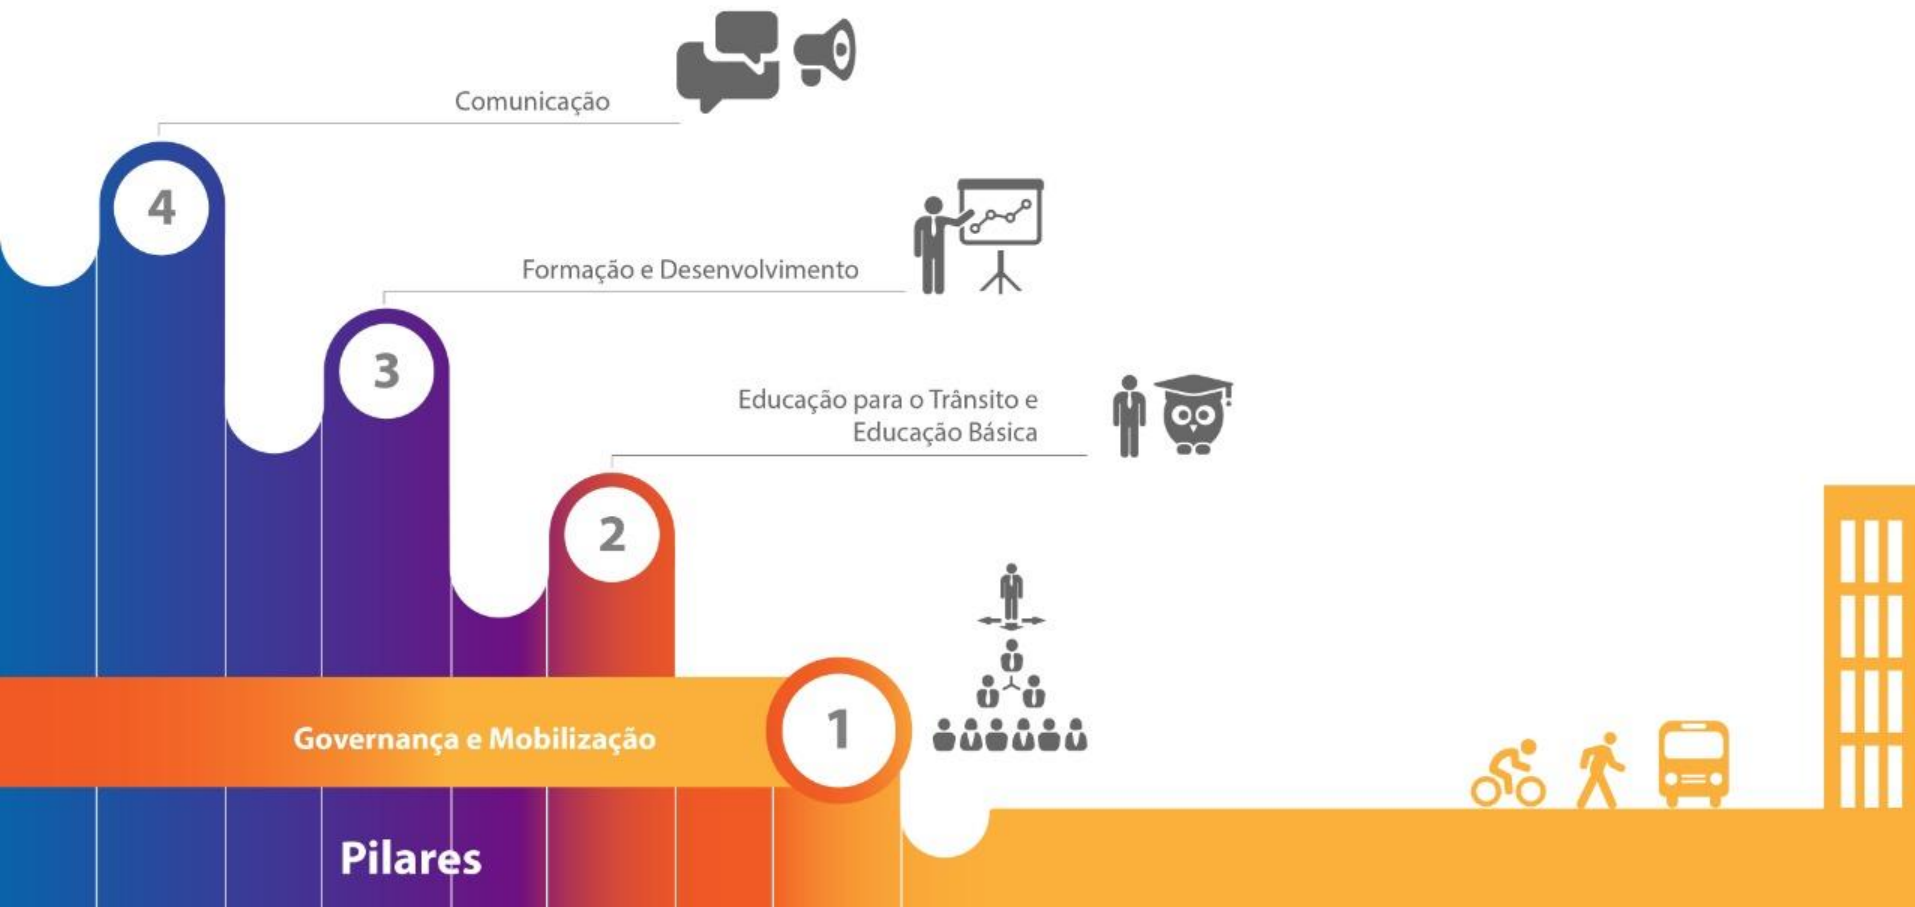 Comunicação
4
Formação e Desenvolvimento
3
Educação para o Trânsito e
Educação Básica
2
Governança e Mobilização
1
Pilares